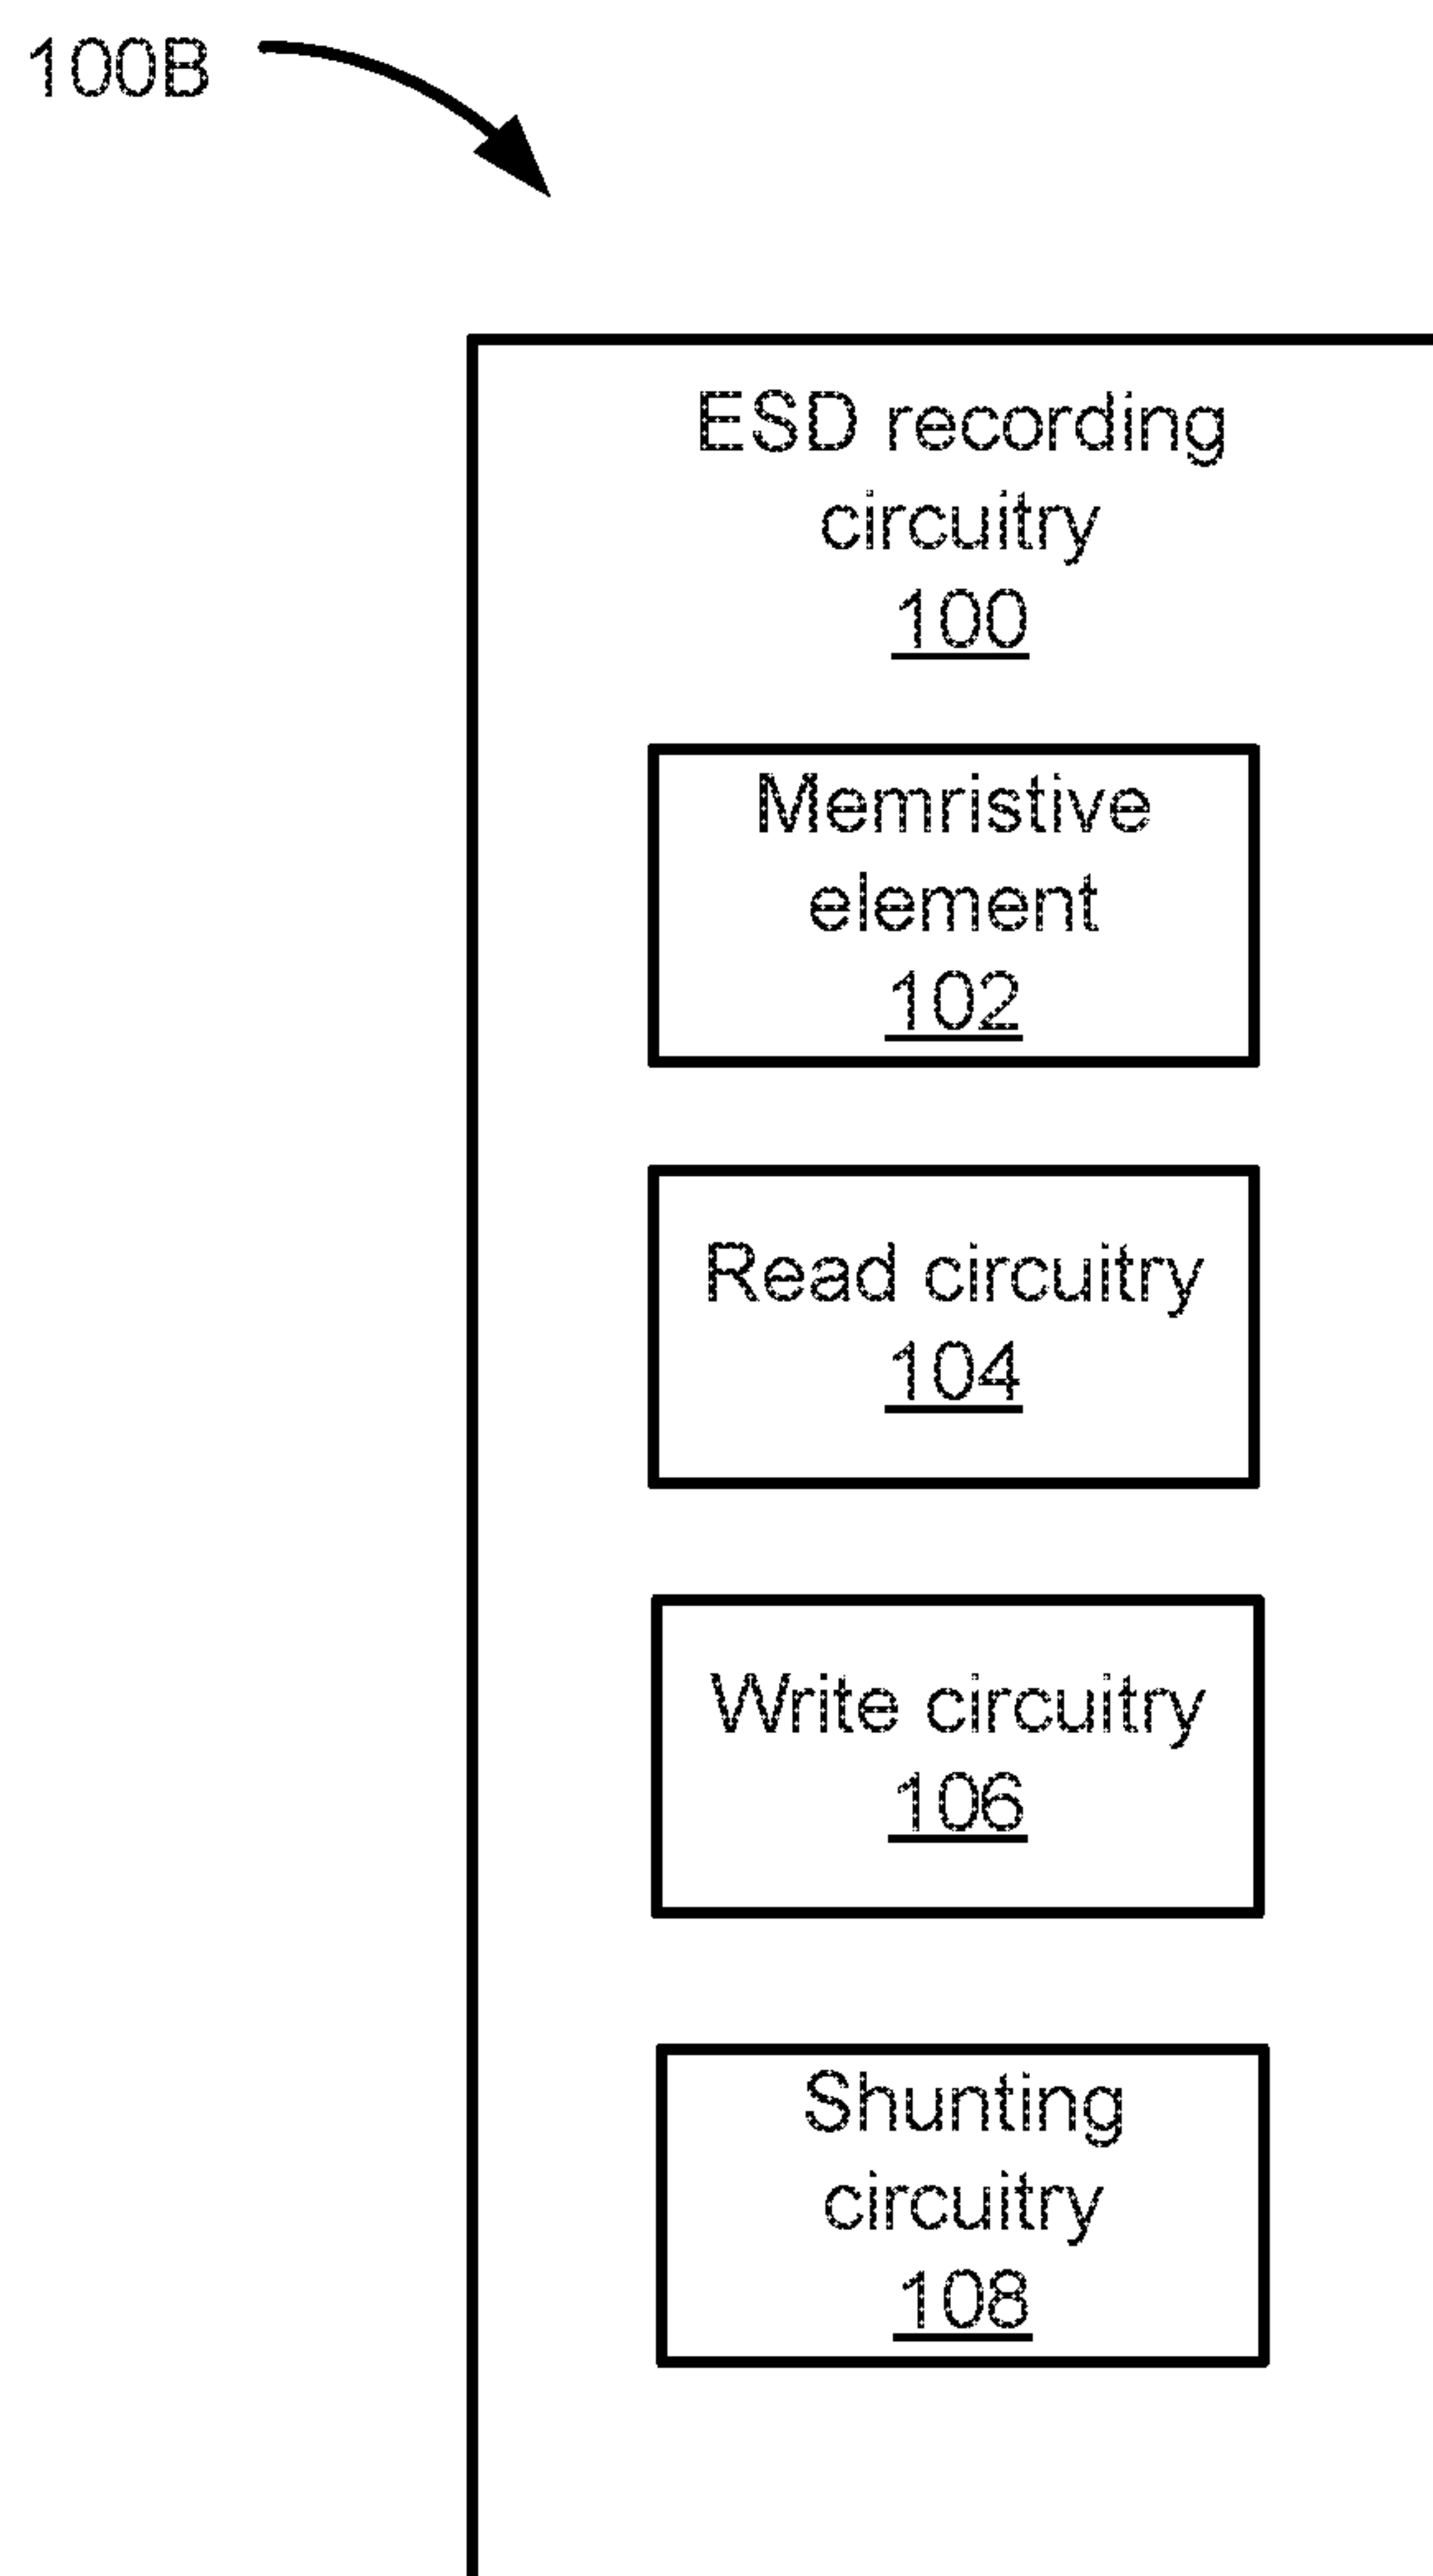 100B
ESD recording
circuitry
100
Memristive
element
102
Read circuitry
104
Write circuitry
106
Shunting
circuitry
108